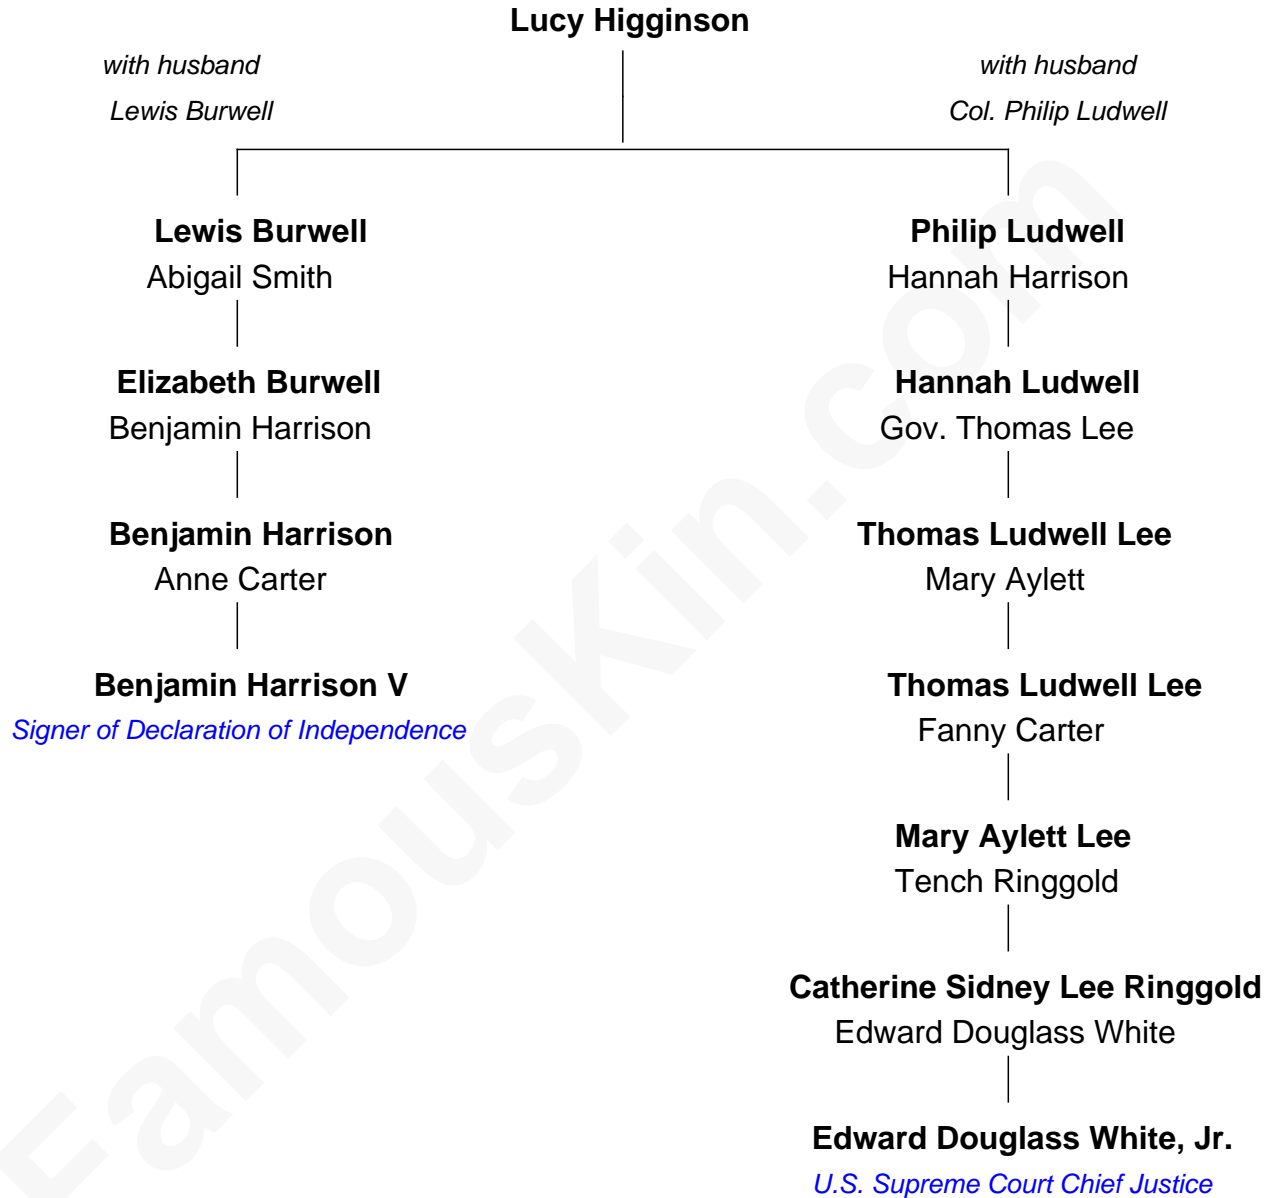 Lucy Higginson
with husband
Lewis Burwell
with husband
Col. Philip Ludwell
Lewis Burwell
Abigail Smith
Philip Ludwell
Hannah Harrison
Elizabeth Burwell
Benjamin Harrison
Hannah Ludwell
Gov. Thomas Lee
Benjamin Harrison
Anne Carter
Thomas Ludwell Lee
Mary Aylett
Benjamin Harrison V
Signer of Declaration of Independence
Thomas Ludwell Lee
Fanny Carter
Mary Aylett Lee
Tench Ringgold
Catherine Sidney Lee Ringgold
Edward Douglass White
Edward Douglass White, Jr.
U.S. Supreme Court Chief Justice
FamousKin.com